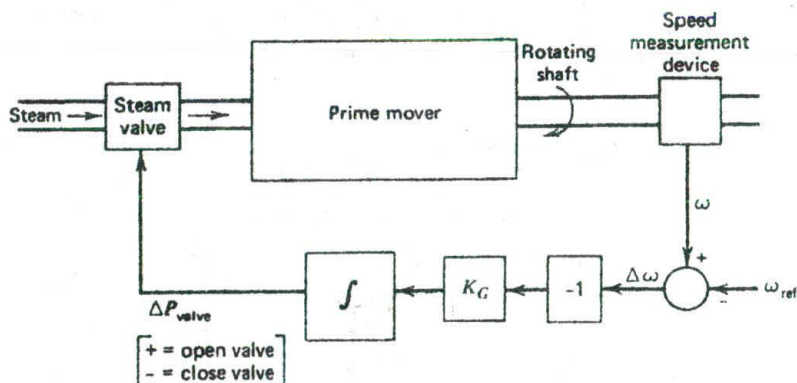 Speed
measurement
device
Rotating
shaft
Steam
Steam
valve
Prime mover
ω
+
Δω
-
ω_ref
-1
K_G
∫
ΔP_valve
+ = open valve
- = close valve